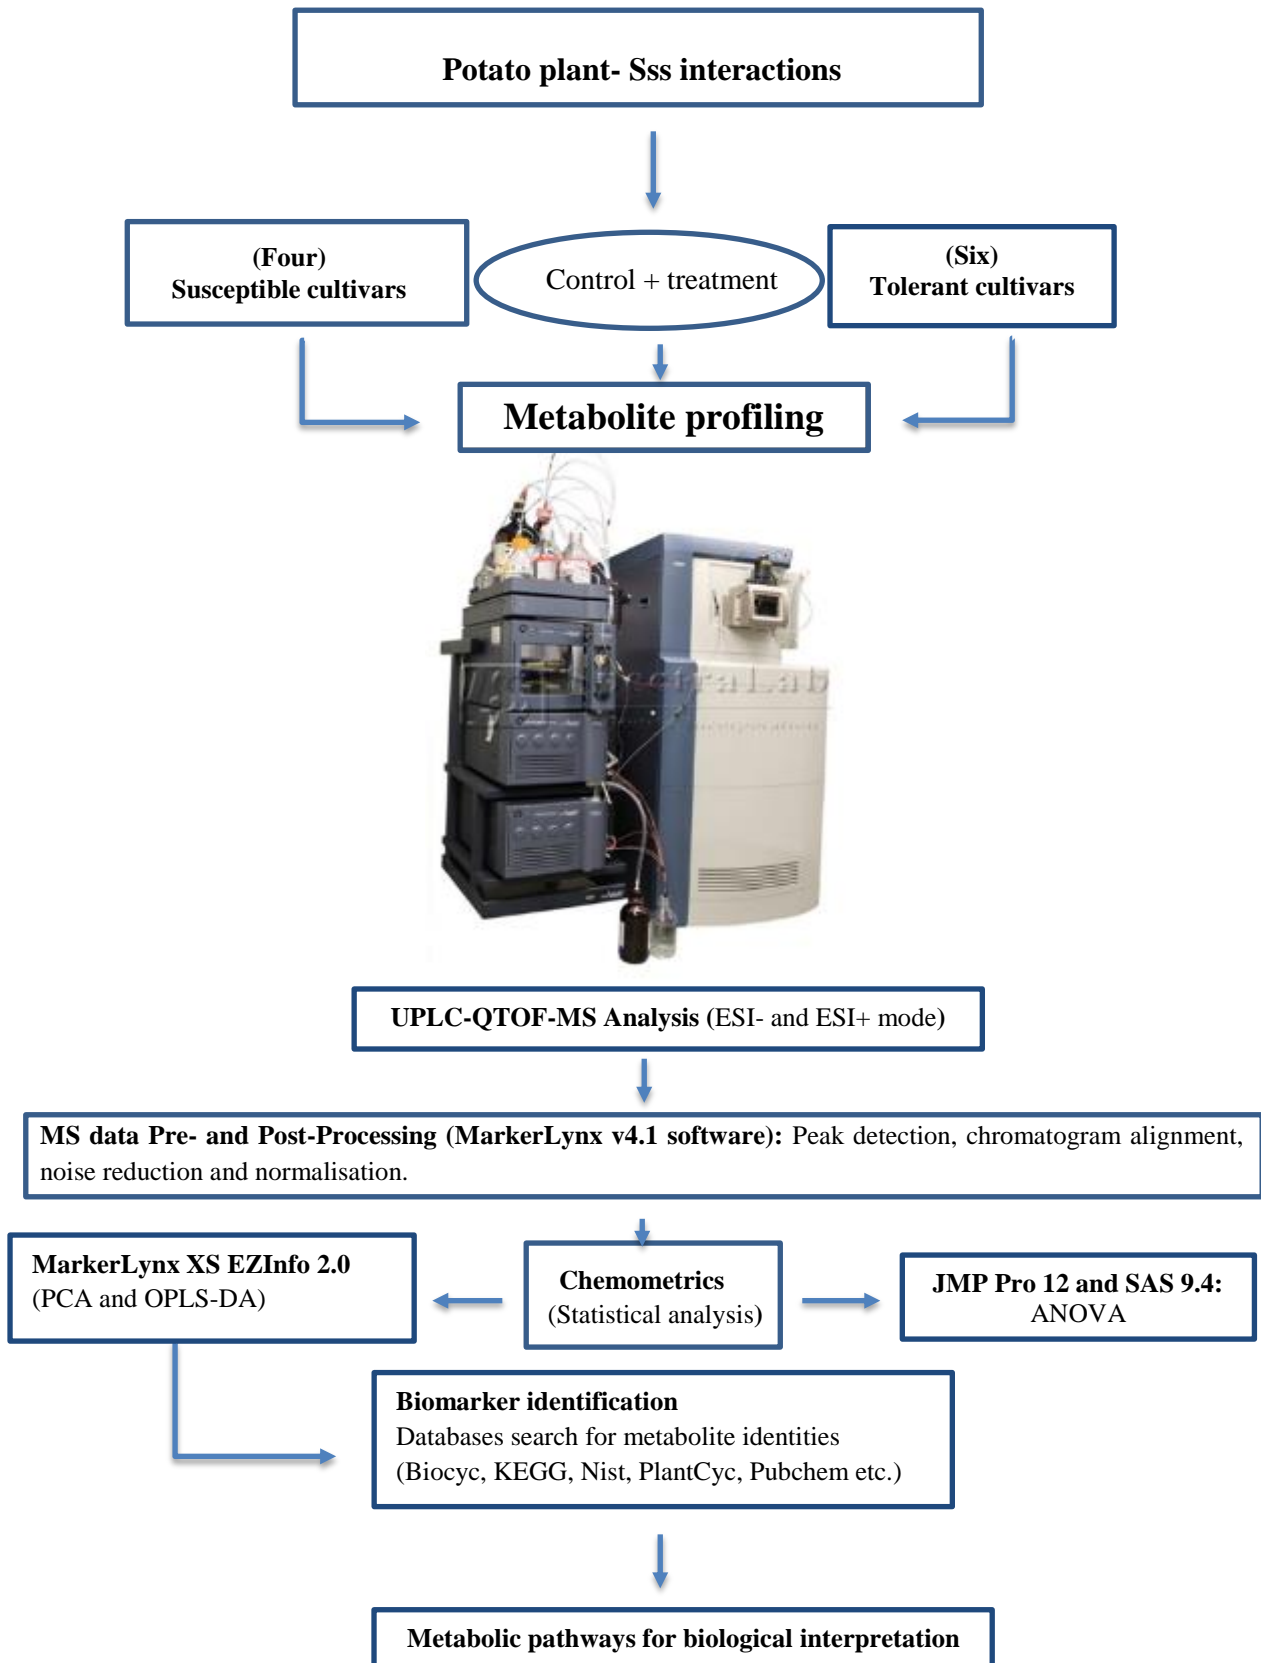 Potato plant- Sss interactions
(Four)
Susceptible cultivars
Control + treatment
(Six)
Tolerant cultivars
Metabolite profiling
SpectraLab
UPLC-QTOF-MS Analysis (ESI- and ESI+ mode)
MS data Pre- and Post-Processing (MarkerLynx v4.1 software): Peak detection, chromatogram alignment,
noise reduction and normalisation.
MarkerLynx XS EZInfo 2.0
(PCA and OPLS-DA)
Chemometrics
(Statistical analysis)
JMP Pro 12 and SAS 9.4:
ANOVA
Biomarker identification
Databases search for metabolite identities
(Biocyc, KEGG, Nist, PlantCyc, Pubchem etc.)
Metabolic pathways for biological interpretation